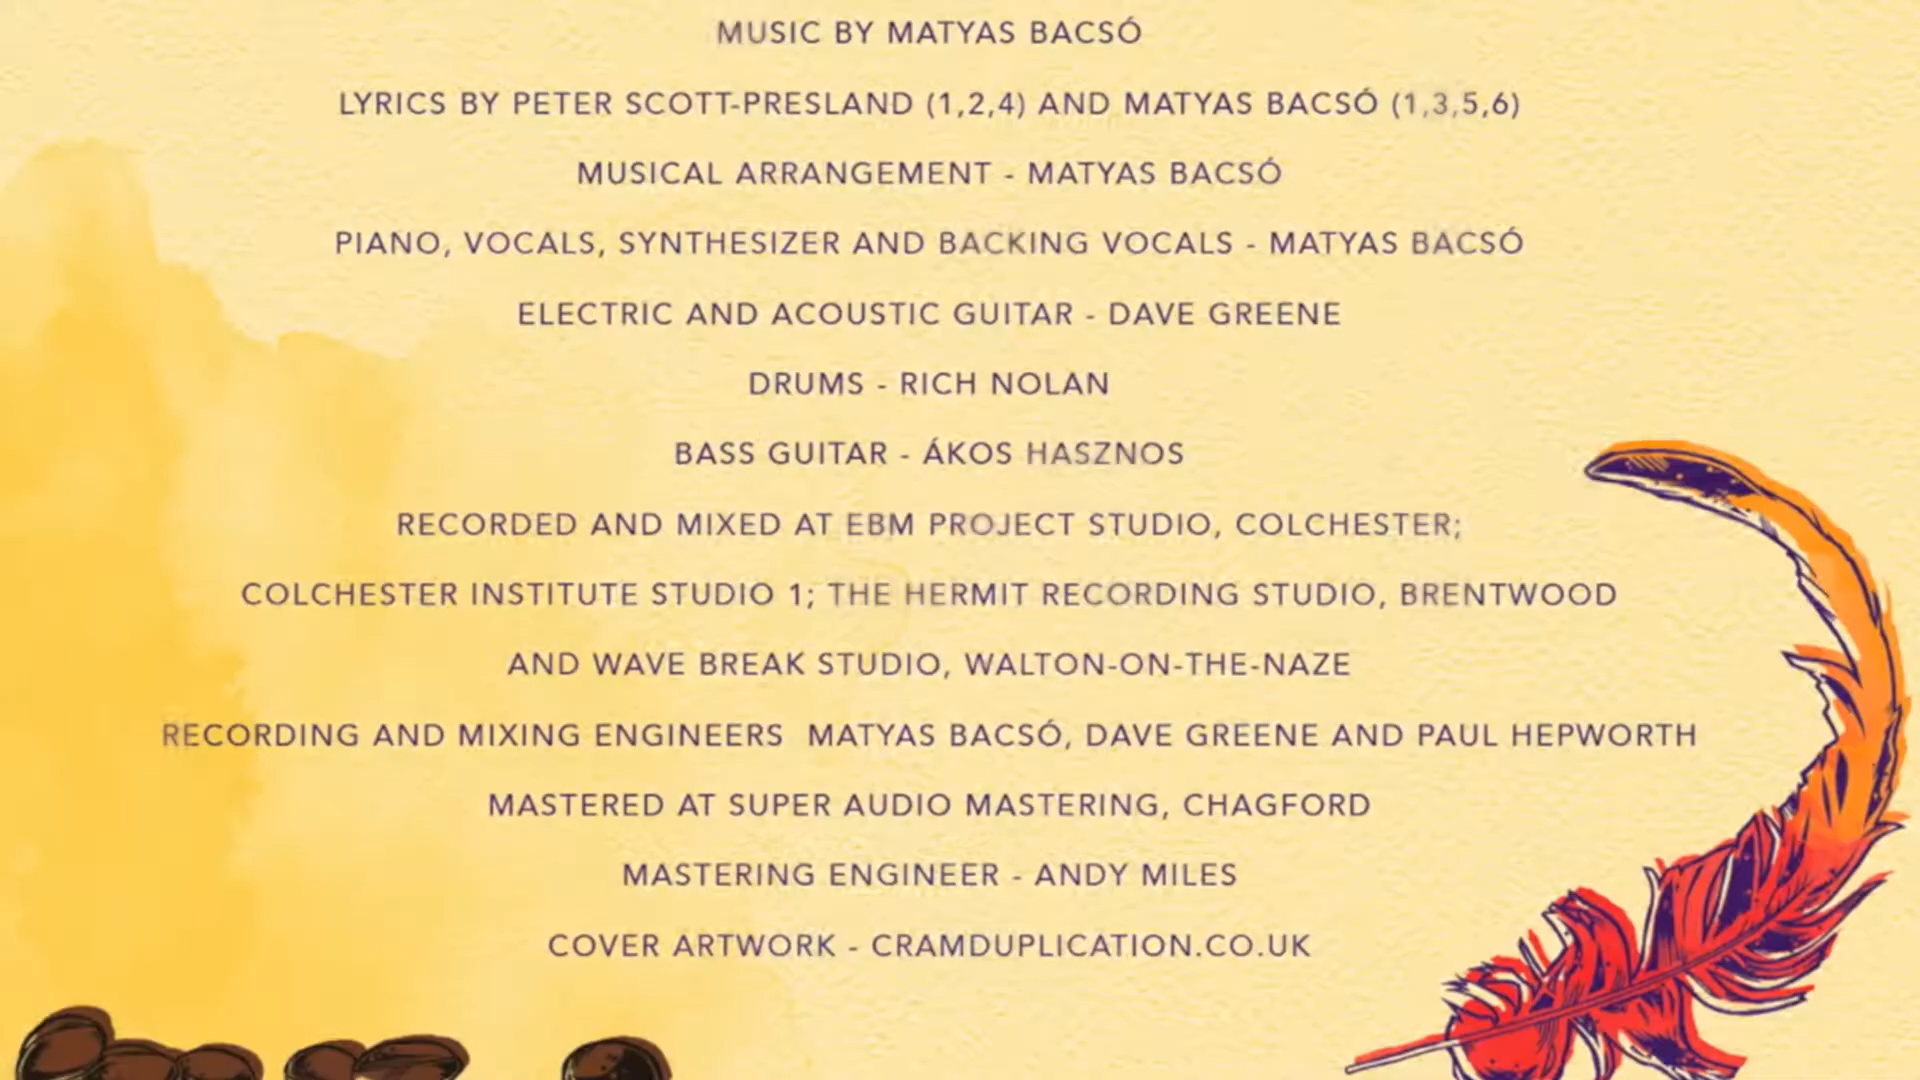 MUSIC BY MATYAS BACSÓ
LYRICS BY PETER SCOTT-PRESLAND (1,2,4) AND MATYAS BACSÓ (1,3,5,6)
MUSICAL ARRANGEMENT - MATYAS BACSÓ
PIANO, VOCALS, SYNTHESIZER AND BACKING VOCALS - MATYAS BACSÓ
ELECTRIC AND ACOUSTIC GUITAR - DAVE GREENE
DRUMS - RICH NOLAN
BASS GUITAR - ÁKOS HASZNOS
RECORDED AND MIXED AT EBM PROJECT STUDIO, COLCHESTER;
COLCHESTER INSTITUTE STUDIO 1; THE HERMIT RECORDING STUDIO, BRENTWOOD
AND WAVE BREAK STUDIO, WALTON-ON-THE-NAZE
RECORDING AND MIXING ENGINEERS  MATYAS BACSÓ, DAVE GREENE AND PAUL HEPWORTH
MASTERED AT SUPER AUDIO MASTERING, CHAGFORD
MASTERING ENGINEER - ANDY MILES
COVER ARTWORK - CRAMDUPLICATION.CO.UK